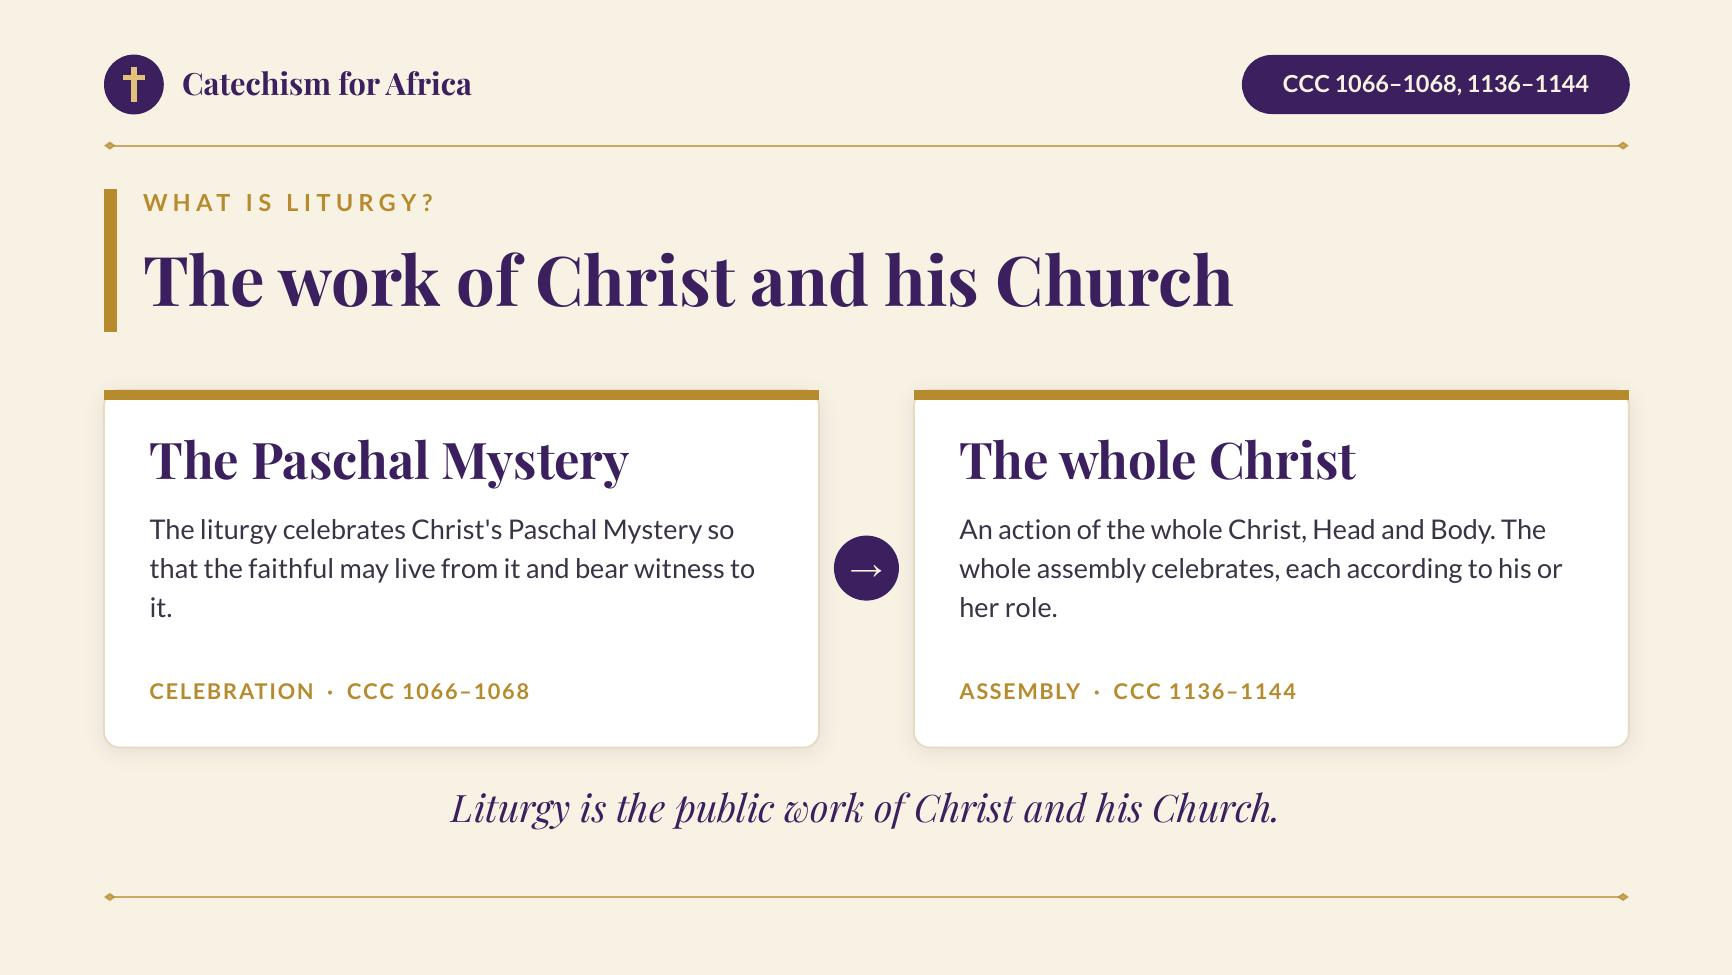 Catechism for Africa
CCC 1066–1068, 1136–1144
WHAT IS LITURGY?
The work of Christ and his Church
The Paschal Mystery
The liturgy celebrates Christ's Paschal Mystery so
that the faithful may live from it and bear witness to
it.
CELEBRATION · CCC 1066–1068
→
The whole Christ
An action of the whole Christ, Head and Body. The
whole assembly celebrates, each according to his or
her role.
ASSEMBLY · CCC 1136–1144
Liturgy is the public work of Christ and his Church.